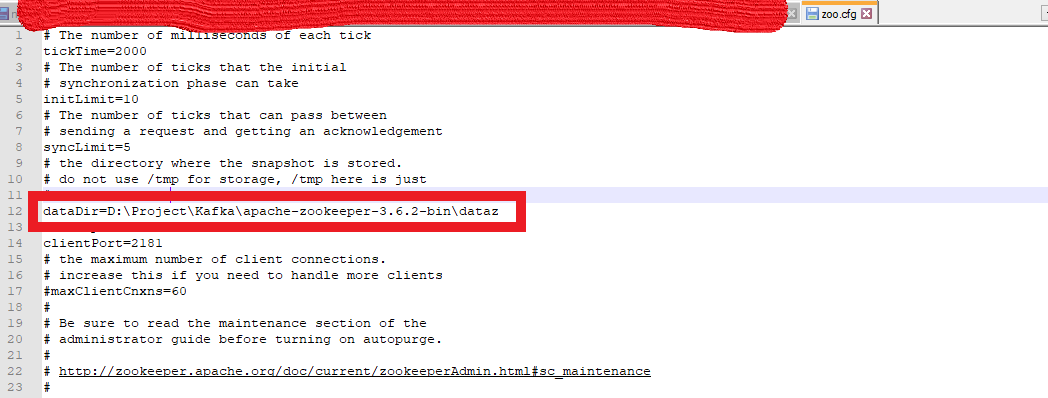 zoo.cfg
1 # The number of milliseconds of each tick
2 tickTime=2000
3 # The number of ticks that the initial
4 # synchronization phase can take
5 initLimit=10
6 # The number of ticks that can pass between
7 # sending a request and getting an acknowledgement
8 syncLimit=5
9 # the directory where the snapshot is stored.
10 # do not use /tmp for storage, /tmp here is just
11
12 dataDir=D:\Project\Kafka\apache-zookeeper-3.6.2-bin\dataz
13
14 clientPort=2181
15 # the maximum number of client connections.
16 # increase this if you need to handle more clients
17 #maxClientCnxns=60
18 #
19 # Be sure to read the maintenance section of the
20 # administrator guide before turning on autopurge.
21 #
22 # http://zookeeper.apache.org/doc/current/zookeeperAdmin.html#sc_maintenance
23 #